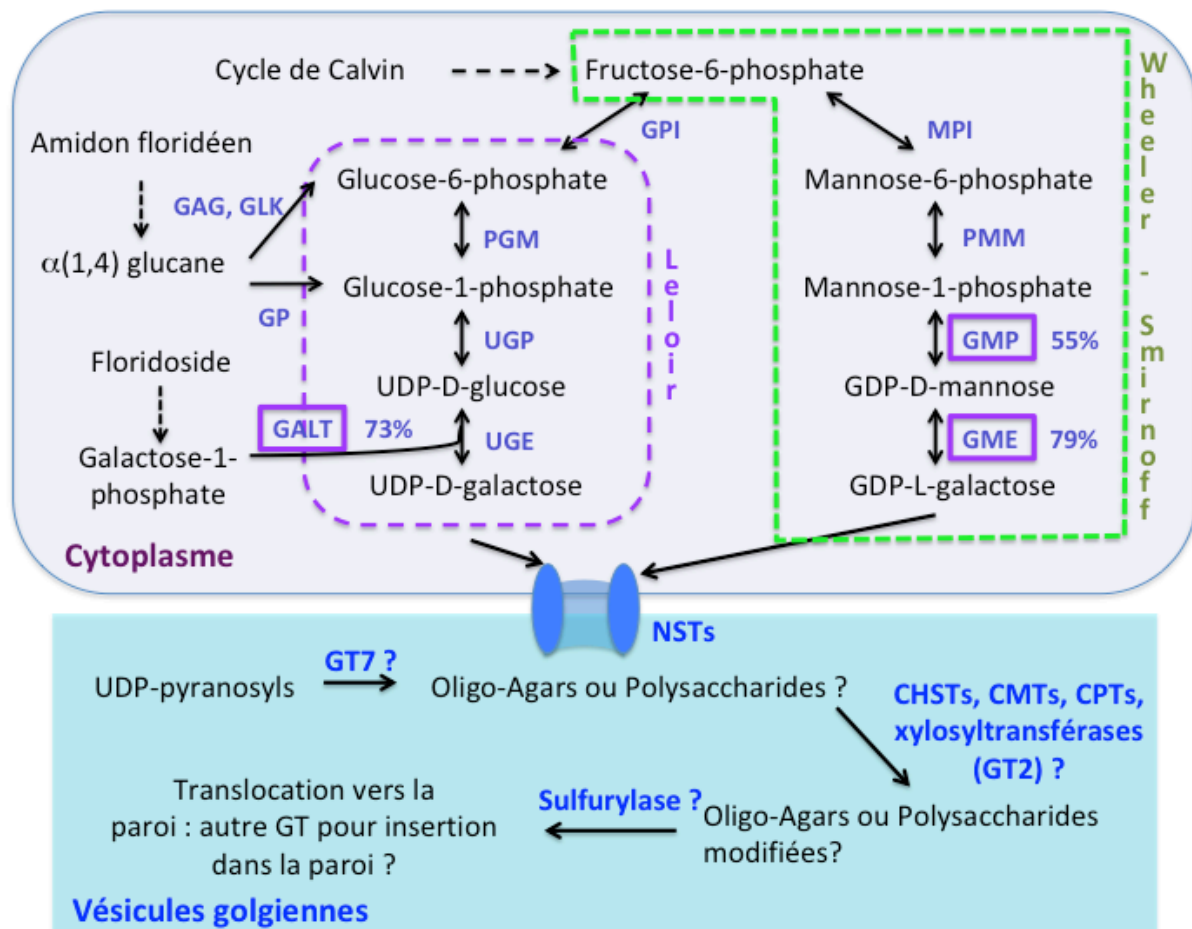 Cycle de Calvin
Fructose-6-phosphate
Wheeler - Smirnoff
GPI
MPI
Amidon floridéen
Glucose-6-phosphate
Mannose-6-phosphate
GAG, GLK
PGM
PMM
α(1,4) glucane
Leloir
Glucose-1-phosphate
Mannose-1-phosphate
GP
UGP
GMP 55%
Floridoside
UDP-D-glucose
GDP-D-mannose
GALT 73%
UGE
GME 79%
Galactose-1-
phosphate
UDP-D-galactose
GDP-L-galactose
Cytoplasme
NSTs
GT7 ?
UDP-pyranosyls
Oligo-Agars ou Polysaccharides ?
CHSTs, CMTs, CPTs,
xylosyltransférases
(GT2) ?
Translocation vers la
paroi : autre GT pour insertion
dans la paroi ?
Sulfurylase ?
Oligo-Agars ou Polysaccharides
modifiées?
Vésicules golgiennes